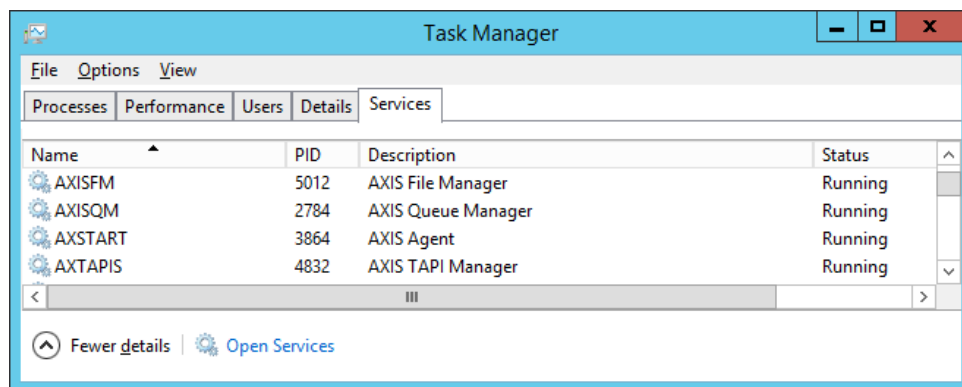 Task Manager
File Options View
Processes Performance Users Details Services
Name PID Description Status
AXISFM 5012 AXIS File Manager Running
AXISQM 2784 AXIS Queue Manager Running
AXSTART 3864 AXIS Agent Running
AXTAPIS 4832 AXIS TAPI Manager Running
Fewer details Open Services